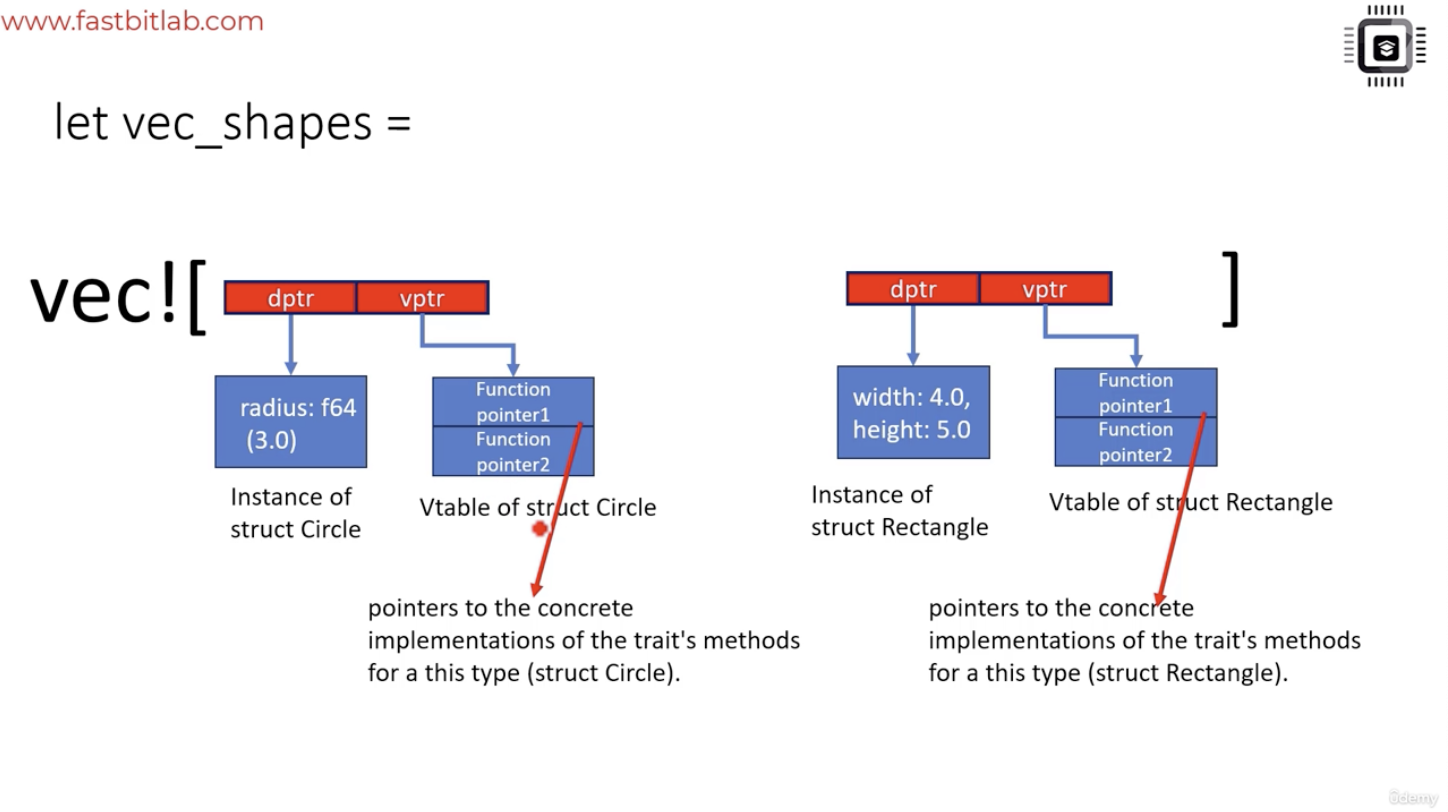 www.fastbitlab.com
let vec_shapes =
vec![
dptr
vptr
dptr
vptr
]
radius: f64
(3.0)
Function
pointer1
Function
pointer2
width: 4.0,
height: 5.0
Function
pointer1
Function
pointer2
Instance of
struct Circle
Vtable of struct Circle
Instance of
struct Rectangle
Vtable of struct Rectangle
pointers to the concrete
implementations of the trait's methods
for a this type (struct Circle).
pointers to the concrete
implementations of the trait's methods
for a this type (struct Rectangle).
ûdemy